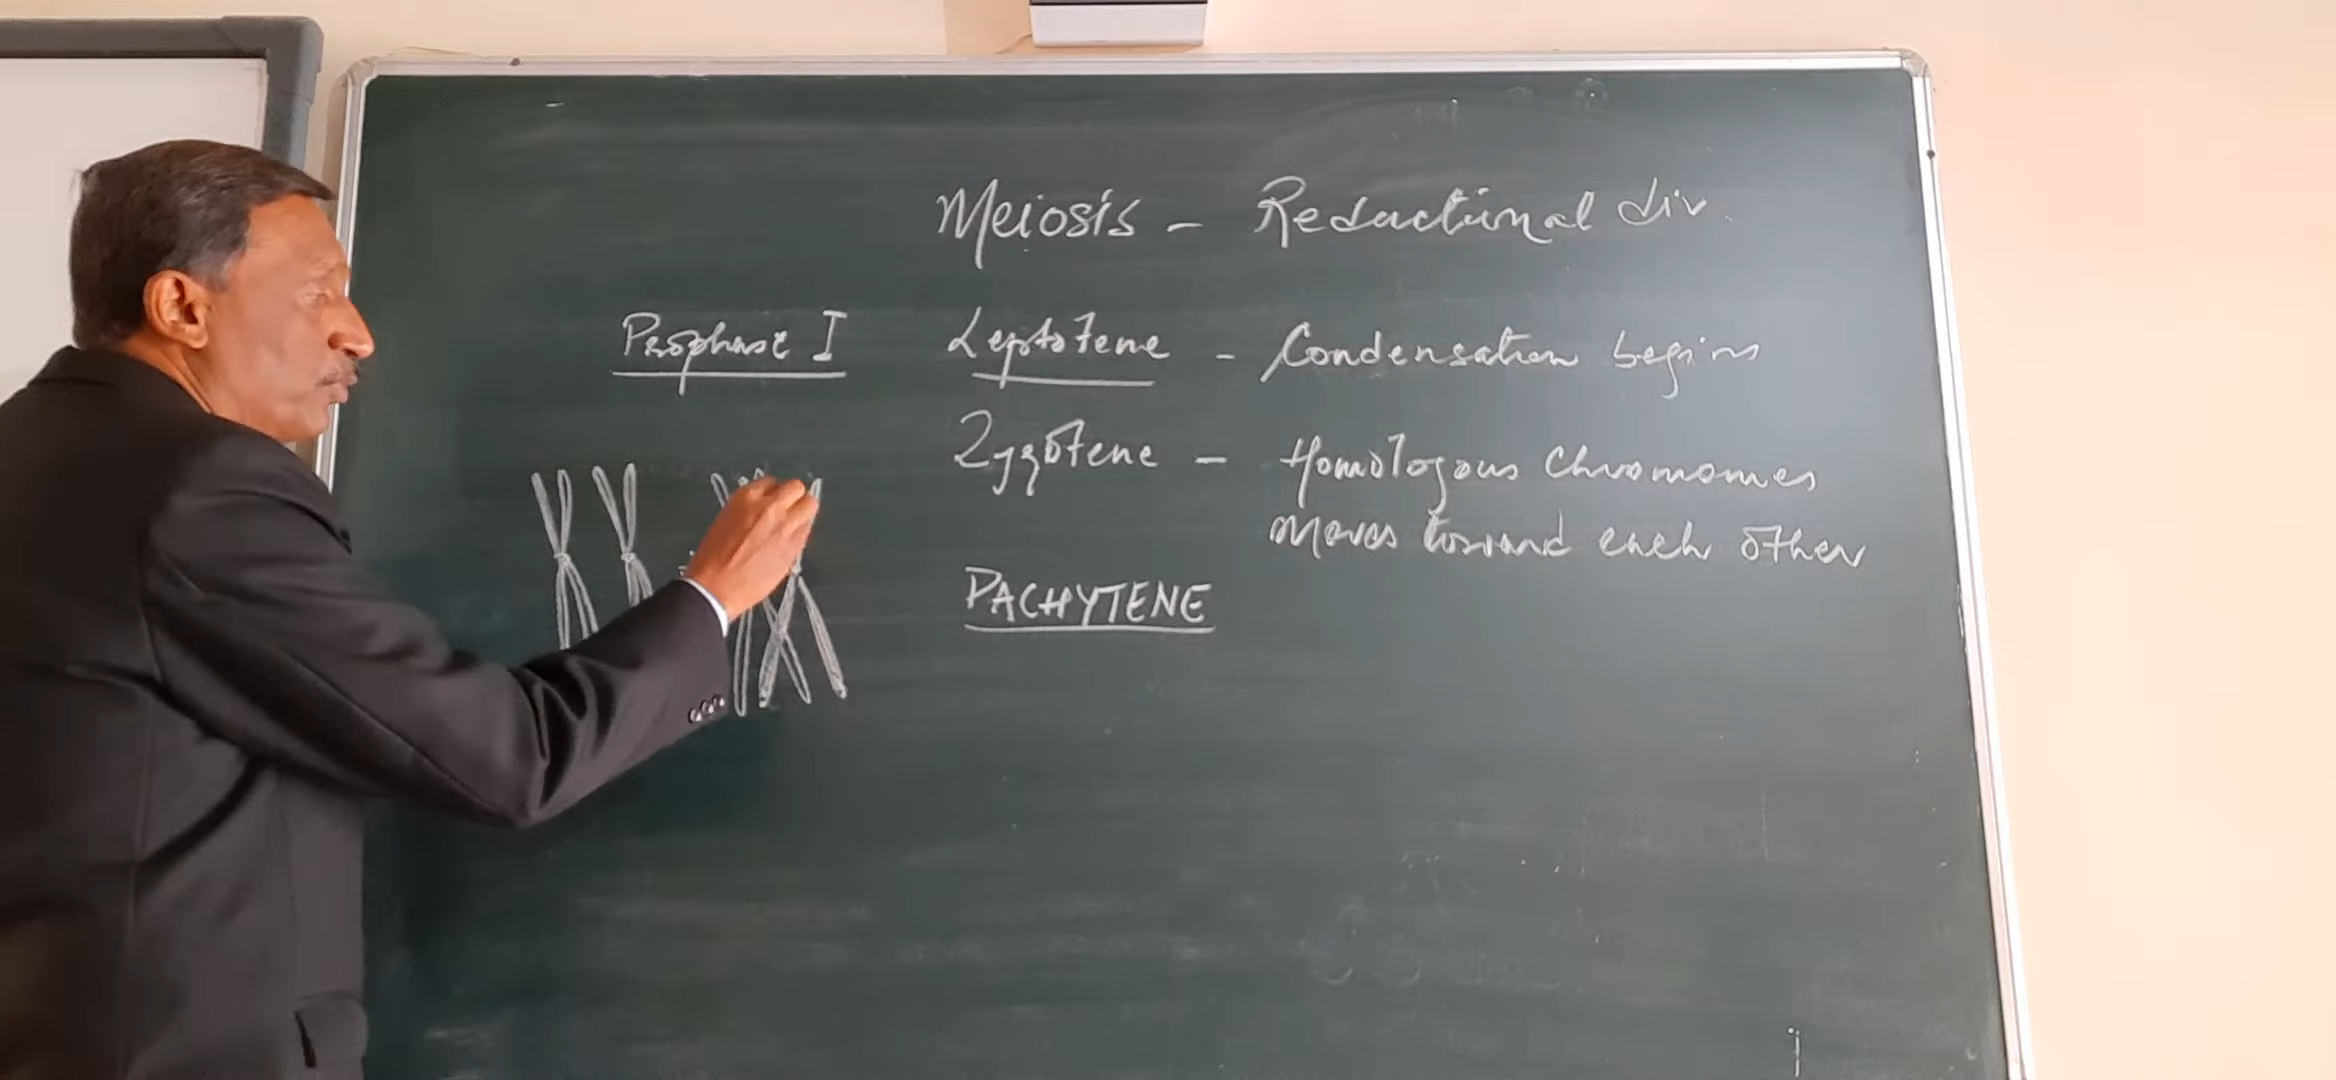 Meiosis - Reductional div.
Prophase I Leptotene - Condensation begins
Zygotene - Homologous Chromomes
Moves toward each other
PACHYTENE